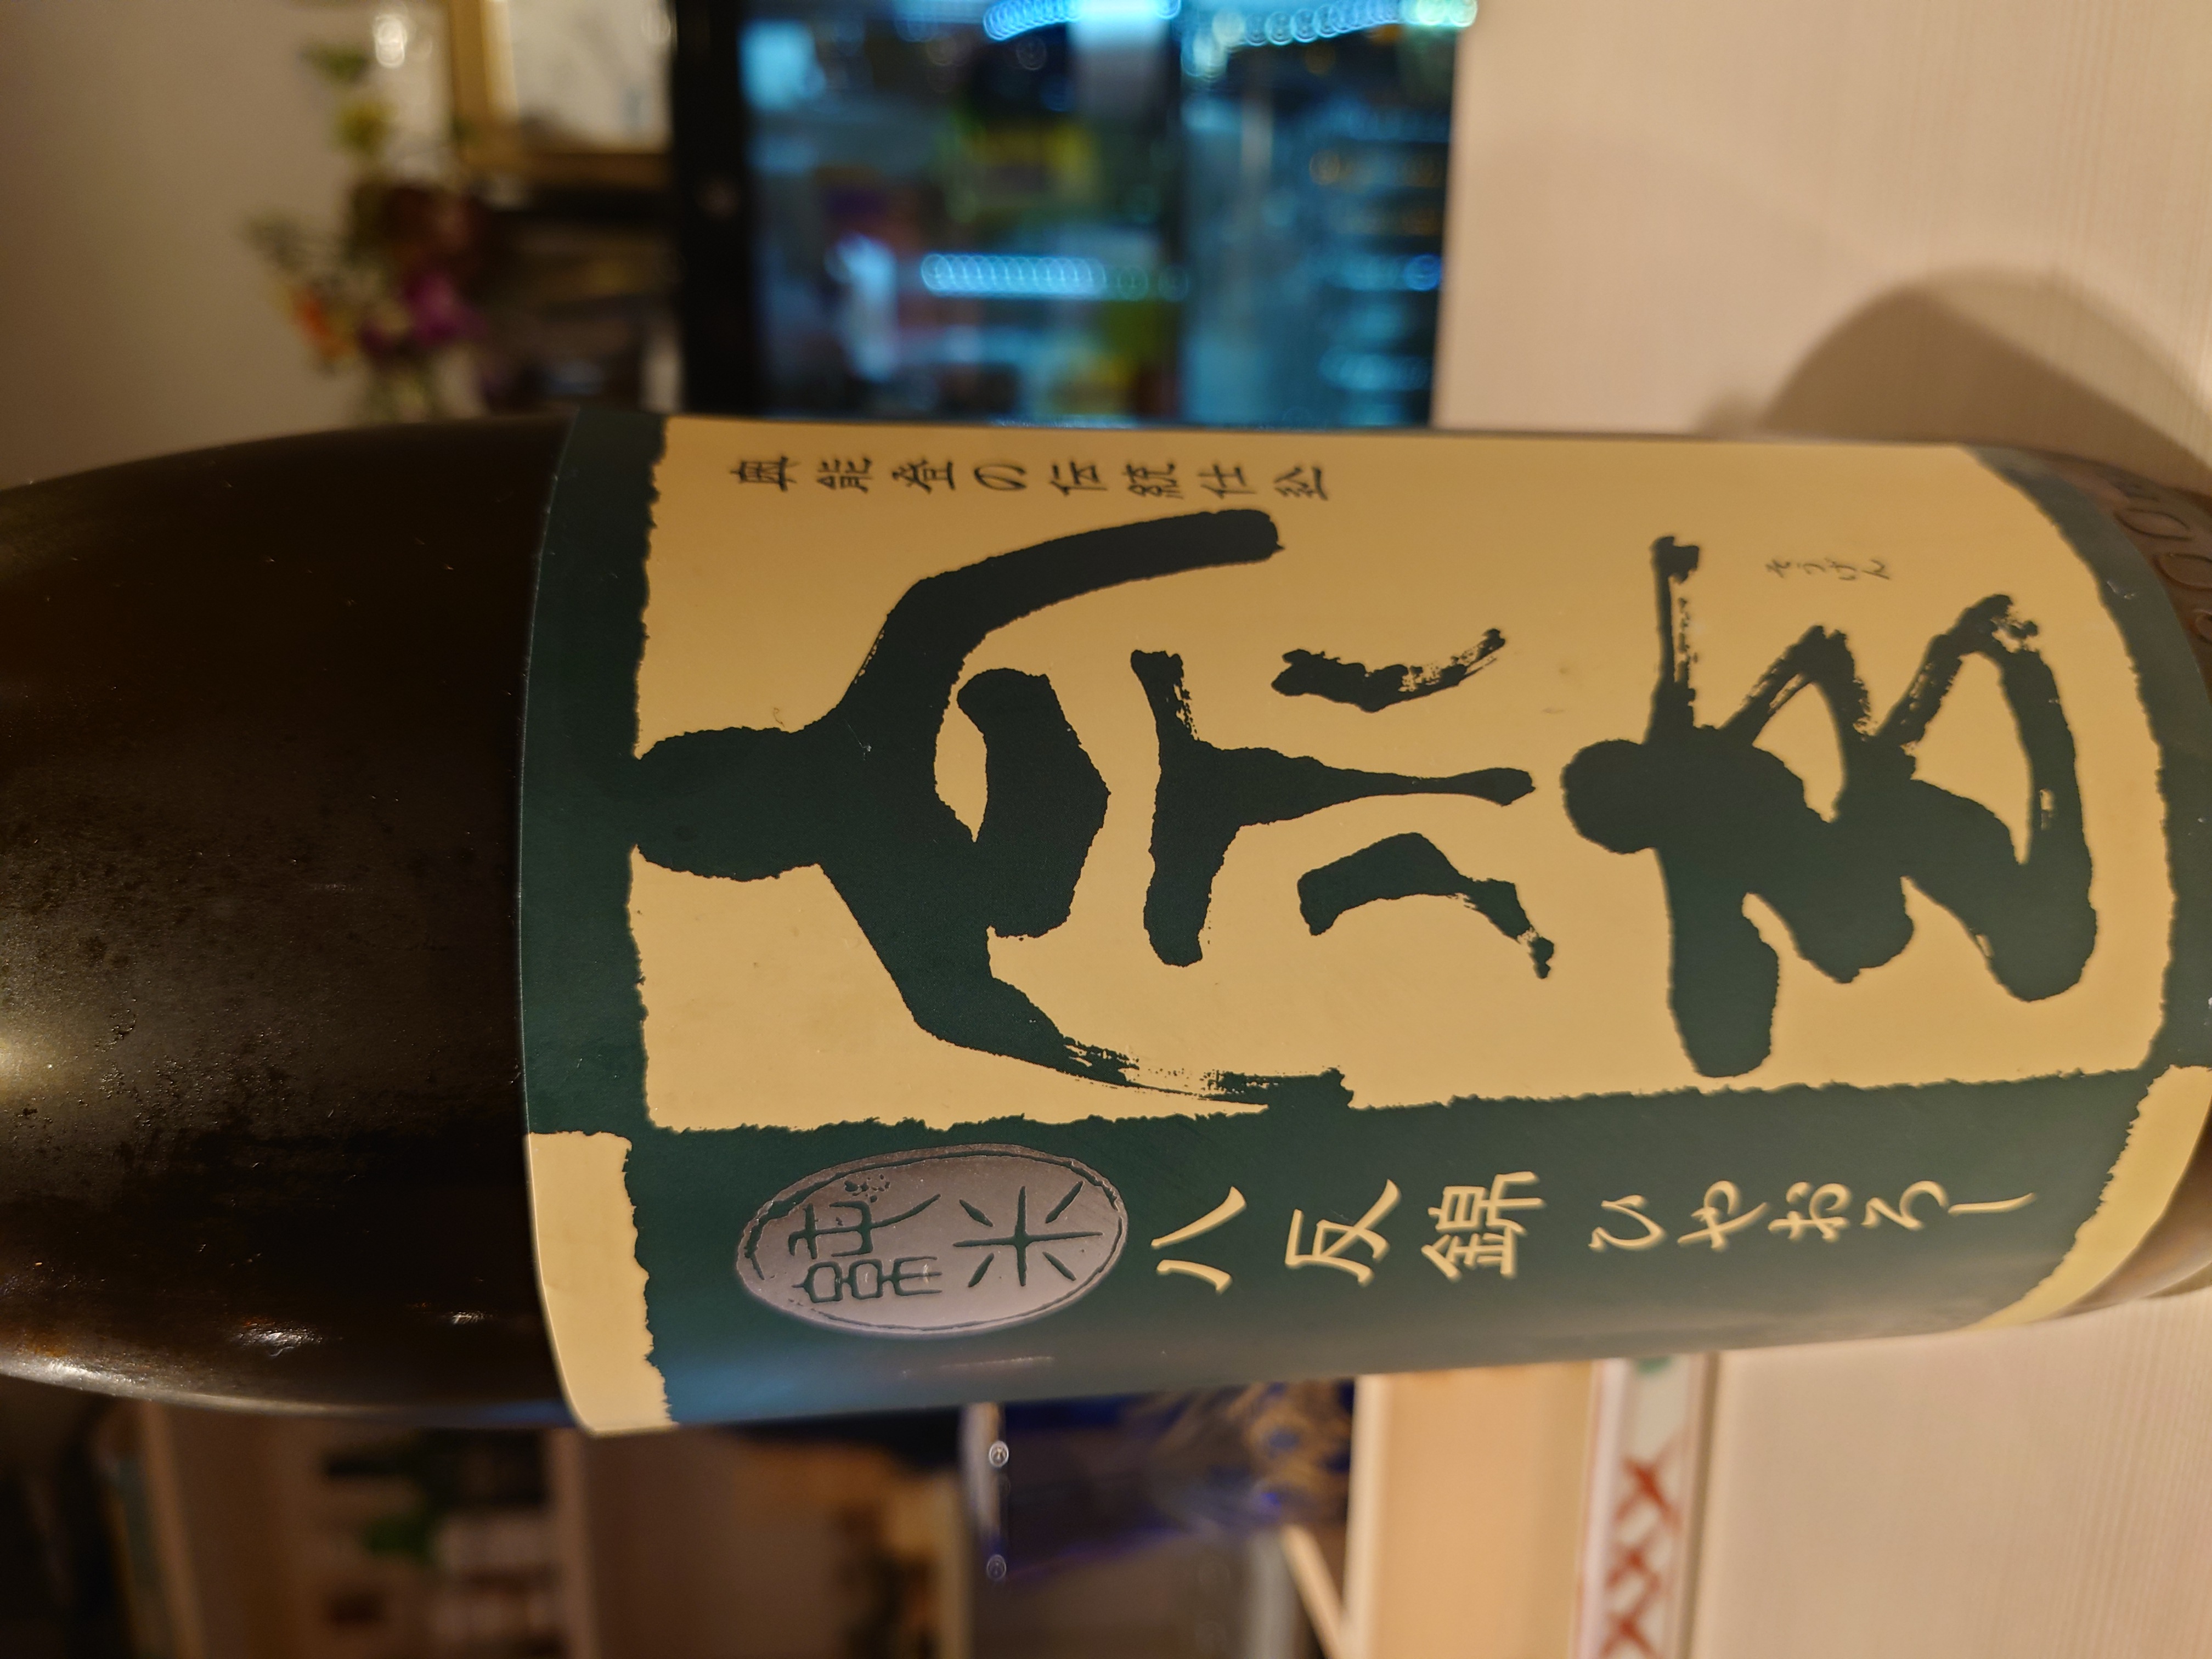 純米
八反錦ひやおろし
宗玄
そうげん
奥能登の伝統仕込